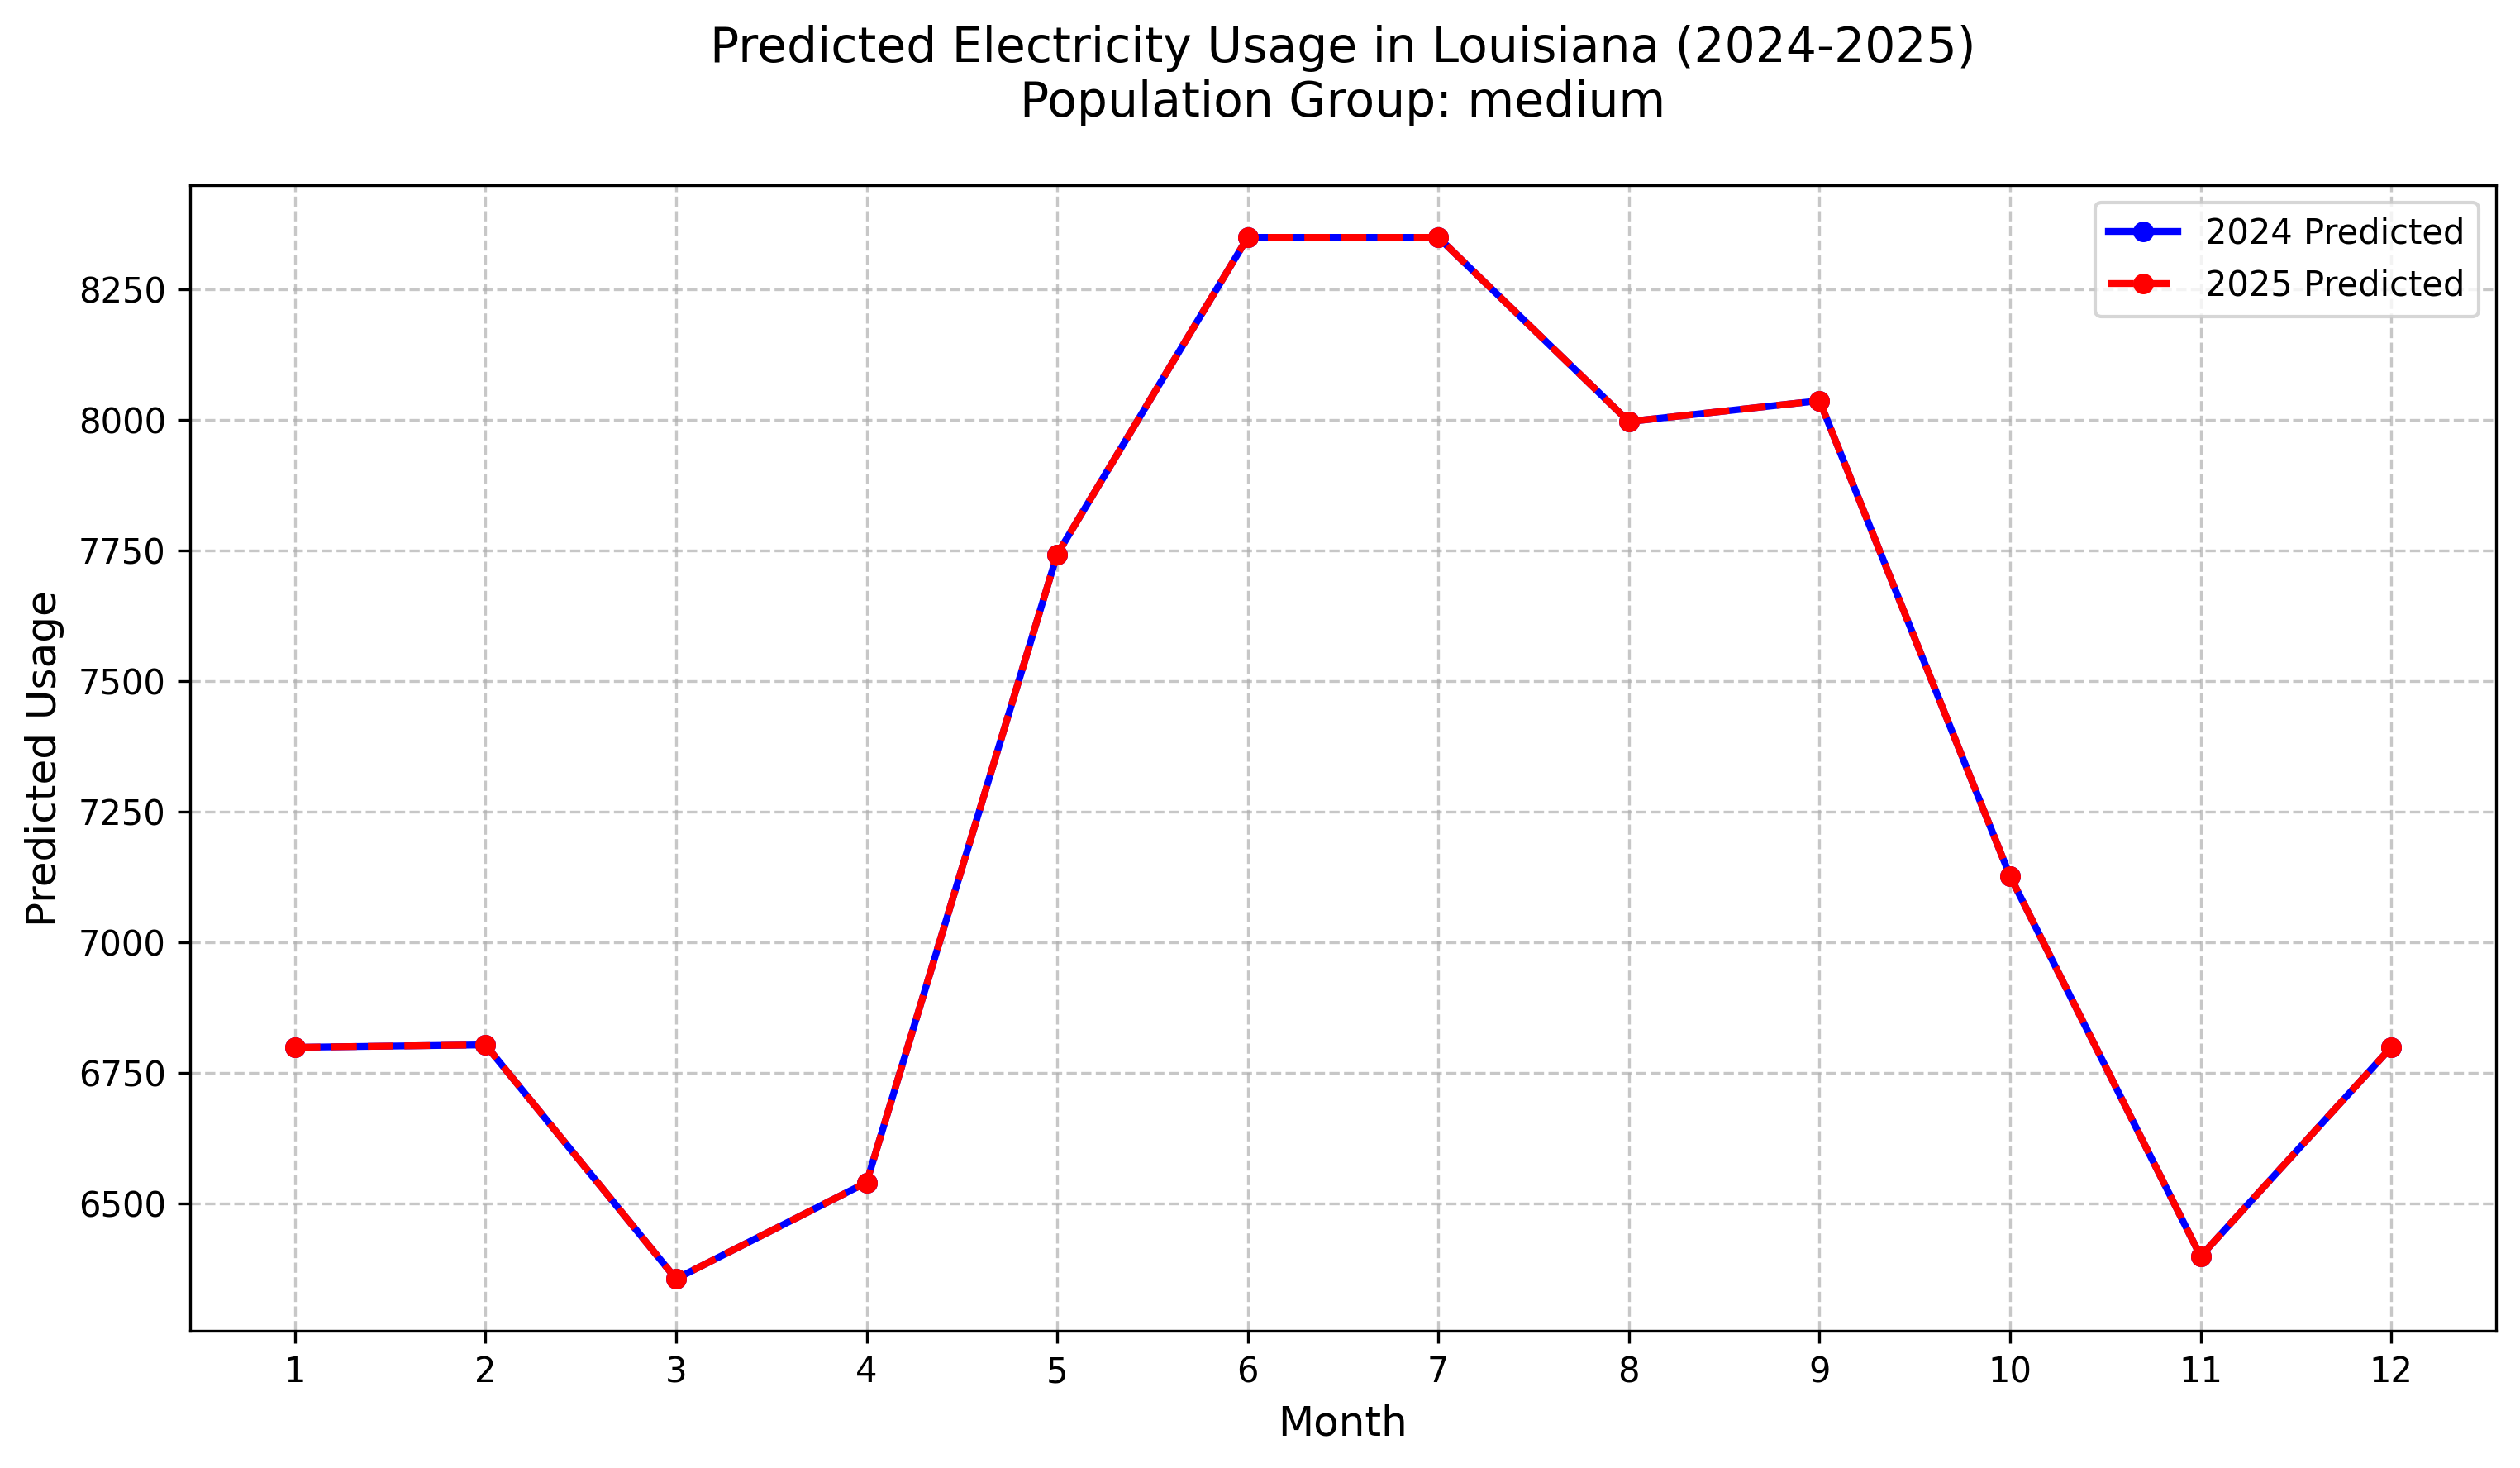 Predicted Electricity Usage in Louisiana (2024-2025)
Population Group: medium
2024 Predicted
2025 Predicted
Predicted Usage
8250
8000
7750
7500
7250
7000
6750
6500
1 2 3 4 5 6 7 8 9 10 11 12
Month